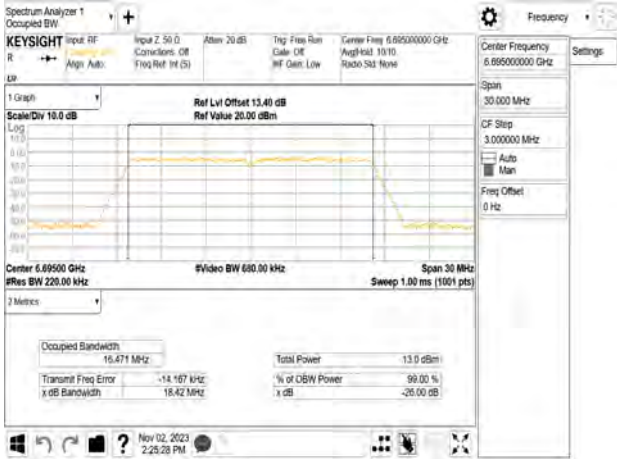 Spectrum Analyzer 1
Occupied BW
+
Frequency
KEYSIGHT Input: RF
R
Align: Auto
Input Z: 50 Ω
Corrections: Off
Freq Ref: Int (S)
Atten: 20 dB
Trig: Free Run
Gate: Off
#IF Gain: Low
Center Freq: 6.695000000 GHz
Avg|Hold: 10/10
Radio Std: None
Center Frequency
6.695000000 GHz
Settings
Span
30.000 MHz
CF Step
3.000000 MHz
Auto
Man
Freq Offset
0 Hz
1 Graph
Scale/Div 10.0 dB
Ref Lvl Offset 13.40 dB
Ref Value 20.00 dBm
Log
Center 6.69500 GHz
#Video BW 680.00 kHz
Span 30 MHz
#Res BW 220.00 kHz
Sweep 1.00 ms (1001 pts)
2 Metrics
Occupied Bandwidth
16.471 MHz
Total Power 13.0 dBm
Transmit Freq Error -14.167 kHz
% of OBW Power 99.00 %
x dB Bandwidth 18.42 MHz
x dB -26.00 dB
?
Nov 02, 2023
2:25:28 PM